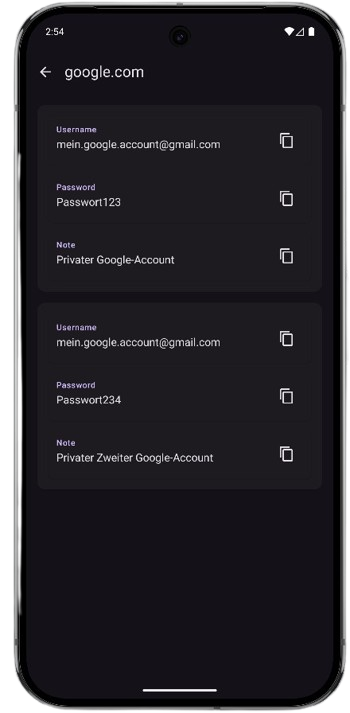 2:54
google.com
Username
mein.google.account@gmail.com
Password
Passwort123
Note
Privater Google-Account
Username
mein.google.account@gmail.com
Password
Passwort234
Note
Privater Zweiter Google-Account